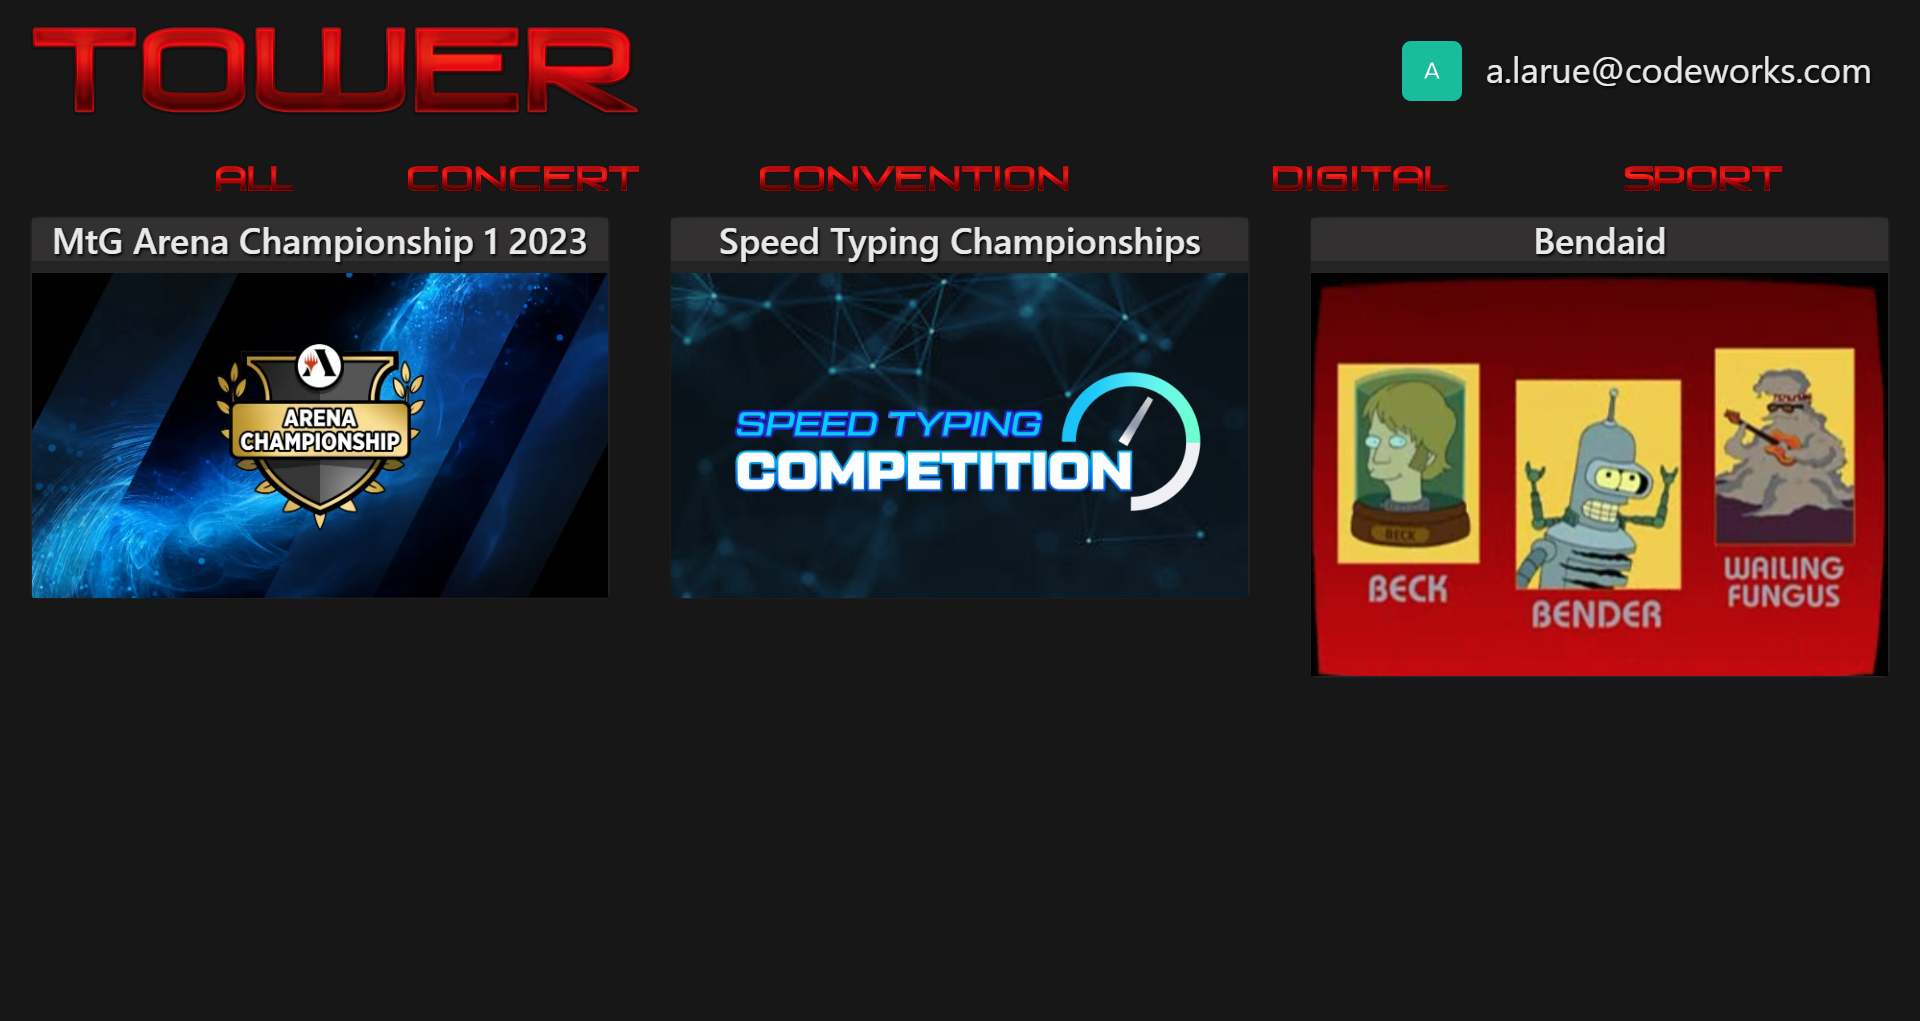 TOWER
A
a.larue@codeworks.com
ALL
CONCERT
CONVENTION
DIGITAL
SPORT
MtG Arena Championship 1 2023
ARENA
CHAMPIONSHIP
Speed Typing Championships
SPEED TYPING
COMPETITION
Bendaid
BECK
BECK
BENDER
WAILING
FUNGUS